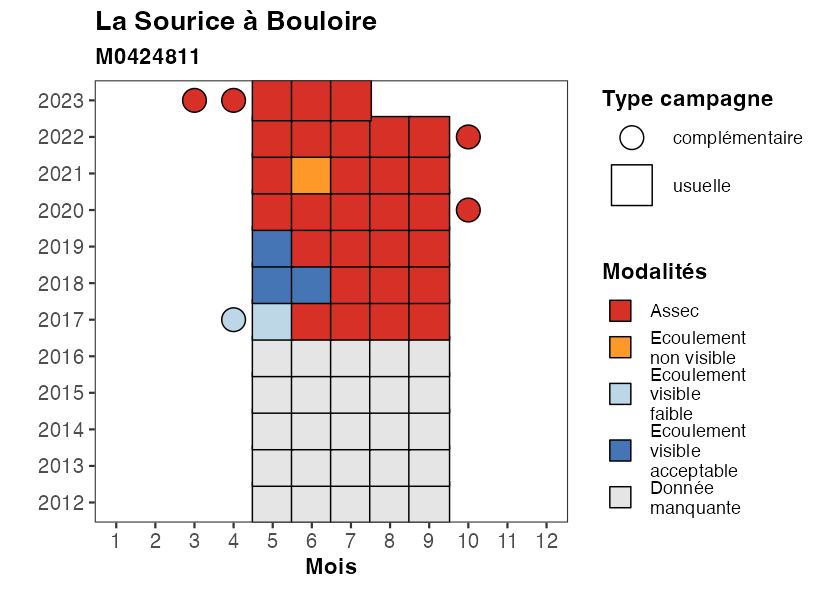 La Sourice à Bouloire
M0424811
2023
2022
2021
2020
2019
2018
2017
2016
2015
2014
2013
2012
1 2 3 4 5 6 7 8 9 10 11 12
Mois
Type campagne
complémentaire
usuelle
Modalités
Assec
Ecoulement
non visible
Ecoulement
visible
faible
Ecoulement
visible
acceptable
Donnée
manquante